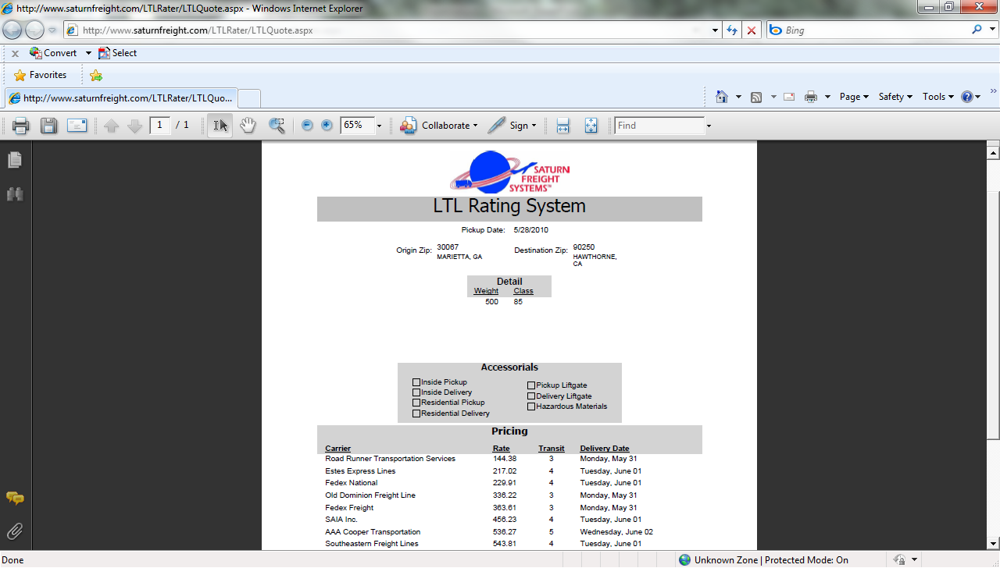 http://www.saturnfreight.com/LTLRater/LTLQuote.aspx - Windows Internet Explorer
http://www.saturnfreight.com/LTLRater/LTLQuote.aspx
Bing
x Convert Select
Favorites
http://www.saturnfreight.com/LTLRater/LTLQuo...
Page Safety Tools
1 / 1 65% Collaborate Sign Find
SATURN
FREIGHT
SYSTEMS™
LTL Rating System
Pickup Date: 5/28/2010
Origin Zip: 30067 Destination Zip: 90250
MARIETTA, GA HAWTHORNE,
CA
Detail
Weight Class
500 85
Accessorials
Inside Pickup Pickup Liftgate
Inside Delivery Delivery Liftgate
Residential Pickup Hazardous Materials
Residential Delivery
Pricing
Carrier Rate Transit Delivery Date
Road Runner Transportation Services 144.38 3 Monday, May 31
Estes Express Lines 217.02 4 Tuesday, June 01
Fedex National 229.91 4 Tuesday, June 01
Old Dominion Freight Line 336.22 3 Monday, May 31
Fedex Freight 363.61 3 Monday, May 31
SAIA Inc. 456.23 4 Tuesday, June 01
AAA Cooper Transportation 536.27 5 Wednesday, June 02
Southeastern Freight Lines 543.81 4 Tuesday, June 01
Done Unknown Zone | Protected Mode: On